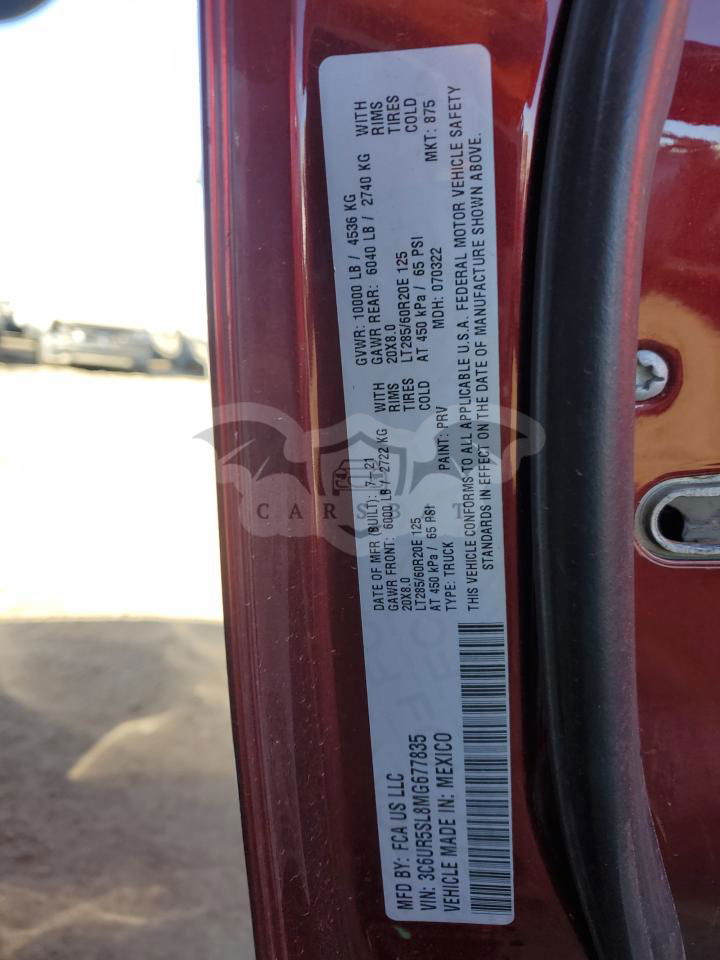 MFD BY: FCA US LLC
VIN: 3C6UR5SL8MG677835
VEHICLE MADE IN: MEXICO
DATE OF MFR (BUILT): 7-21
GVWR: 10000 LB / 4536 KG
GAWR FRONT: 6000 LB / 2722 KG WITH
GAWR REAR: 6040 LB / 2740 KG WITH
20X8.0 RIMS
20X8.0 RIMS
LT285/60R20E 125 TIRES
LT285/60R20E 125 TIRES
AT 450 kPa / 65 PSI COLD
AT 450 kPa / 65 PSI COLD
TYPE: TRUCK PAINT: PRV MDH: 070322 MKT: 875
THIS VEHICLE CONFORMS TO ALL APPLICABLE U.S.A. FEDERAL MOTOR VEHICLE SAFETY
STANDARDS IN EFFECT ON THE DATE OF MANUFACTURE SHOWN ABOVE.